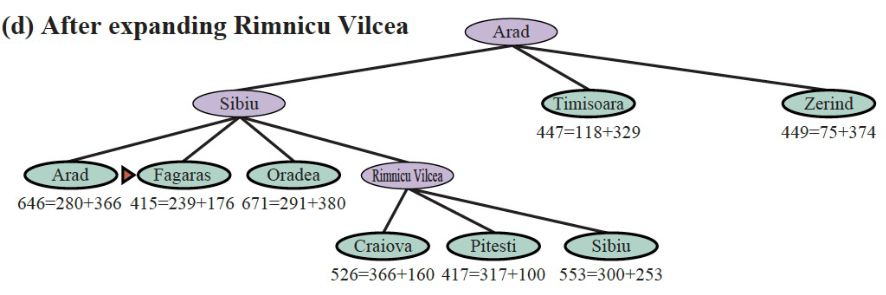 (d) After expanding Rimnicu Vilcea
Arad
Sibiu
Timisoara
Zerind
447=118+329
449=75+374
Arad
Fagaras
Oradea
Rimnicu Vilcea
646=280+366
415=239+176
671=291+380
Craiova
Pitesti
Sibiu
526=366+160
417=317+100
553=300+253